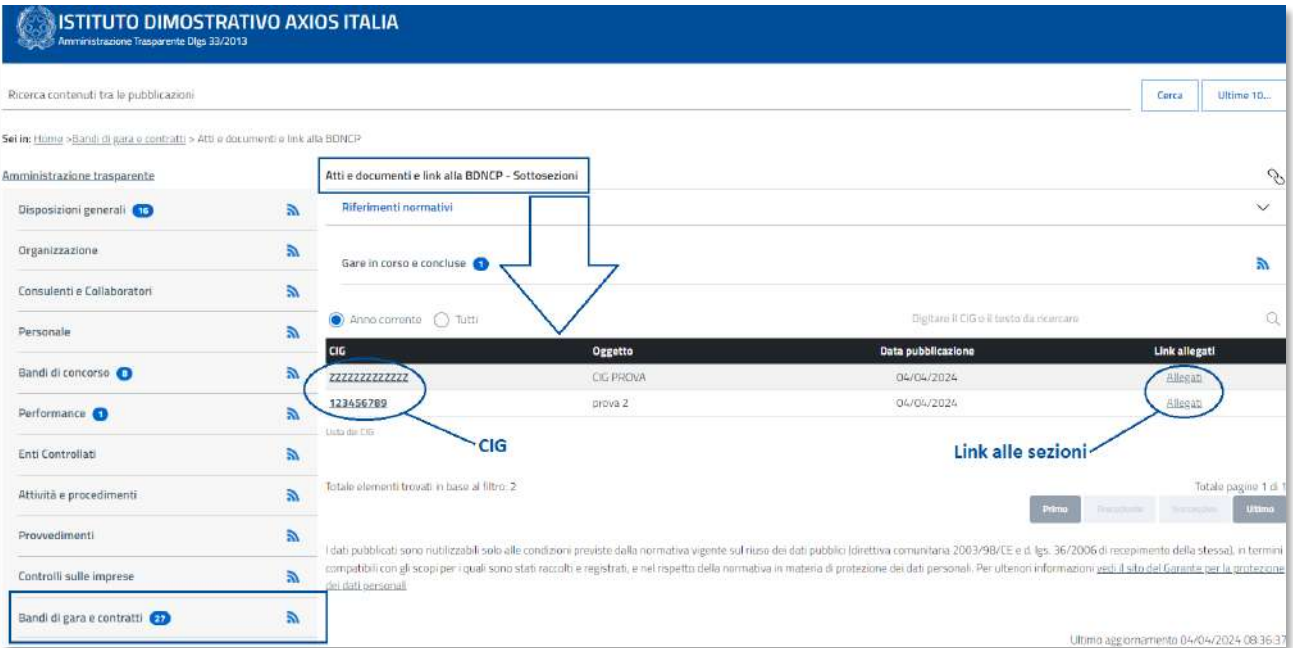 ISTITUTO DIMOSTRATIVO AXIOS ITALIA
Amministrazione Trasparente Dlgs 33/2013
Ricerca contenuti tra le pubblicazioni
Cerca
Ultime 10...
Sei in: Home >Bandi di gara e contratti > Atti e documenti e link alla BDNCP
Amministrazione trasparente
Disposizioni generali 16
Organizzazione
Consulenti e Collaboratori
Personale
Bandi di concorso 8
Performance 1
Enti Controllati
Attività e procedimenti
Provvedimenti
Controlli sulle imprese
Bandi di gara e contratti 27
Atti e documenti e link alla BDNCP - Sottosezioni
Riferimenti normativi
Gare in corso e concluse 1
Anno corrente Tutti
Digitare il CIG o il testo da ricercare
CIG Oggetto Data pubblicazione Link allegati
ZZZZZZZZZZZZZ CIG PROVA 04/04/2024 Allegati
123456789 prova 2 04/04/2024 Allegati
Lista dei CIG
CIG
Link alle sezioni
Totale elementi trovati in base al filtro: 2
Totale pagine 1 di 1
Primo Precedente Successivo Ultimo
I dati pubblicati sono riutilizzabili solo alle condizioni previste dalla normativa vigente sul riuso dei dati pubblici (direttiva comunitaria 2003/98/CE e d. lgs. 36/2006 di recepimento della stessa), in termini
compatibili con gli scopi per i quali sono stati raccolti e registrati, e nel rispetto della normativa in materia di protezione dei dati personali. Per ulteriori informazioni vedi il sito del Garante per la protezione
dei dati personali
Ultimo aggiornamento 04/04/2024 08:36:37